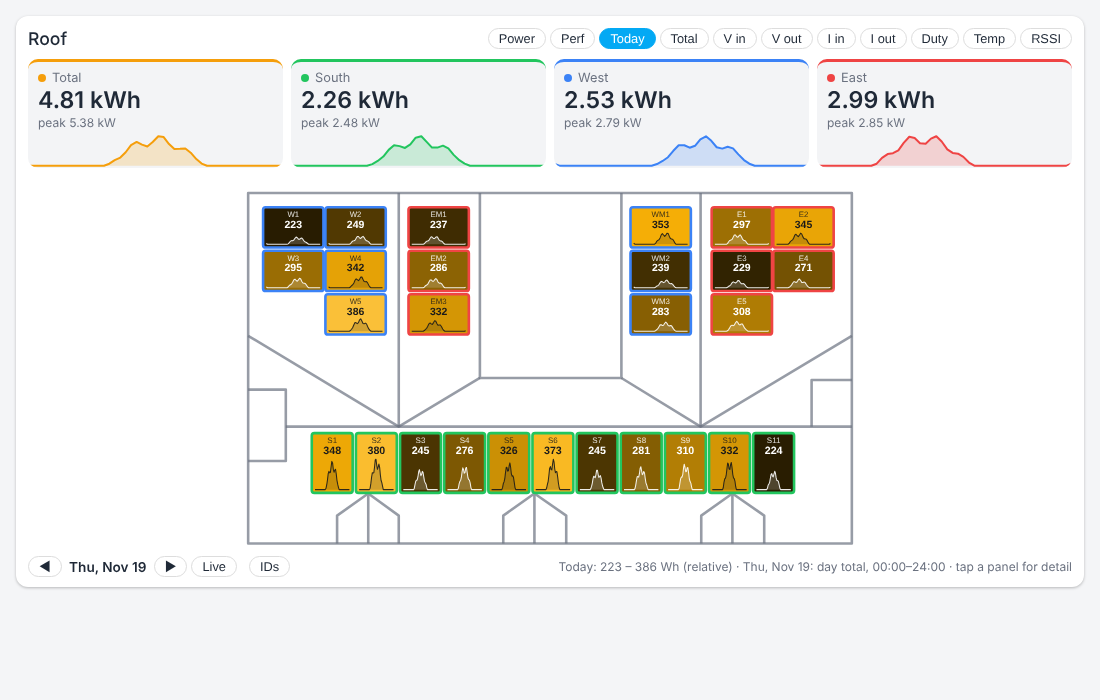 Roof
Power Perf Today Total V in V out I in I out Duty Temp RSSI
Total
4.81 kWh
peak 5.38 kW
South
2.26 kWh
peak 2.48 kW
West
2.53 kWh
peak 2.79 kW
East
2.99 kWh
peak 2.85 kW
W1
223
W2
249
EM1
237
WM1
353
E1
297
E2
345
W3
295
W4
342
EM2
286
WM2
239
E3
229
E4
271
W5
386
EM3
332
WM3
283
E5
308
S1
348
S2
380
S3
245
S4
276
S5
326
S6
373
S7
245
S8
281
S9
310
S10
332
S11
224
◀ Thu, Nov 19 ▶ Live IDs
Today: 223 – 386 Wh (relative) · Thu, Nov 19: day total, 00:00–24:00 · tap a panel for detail